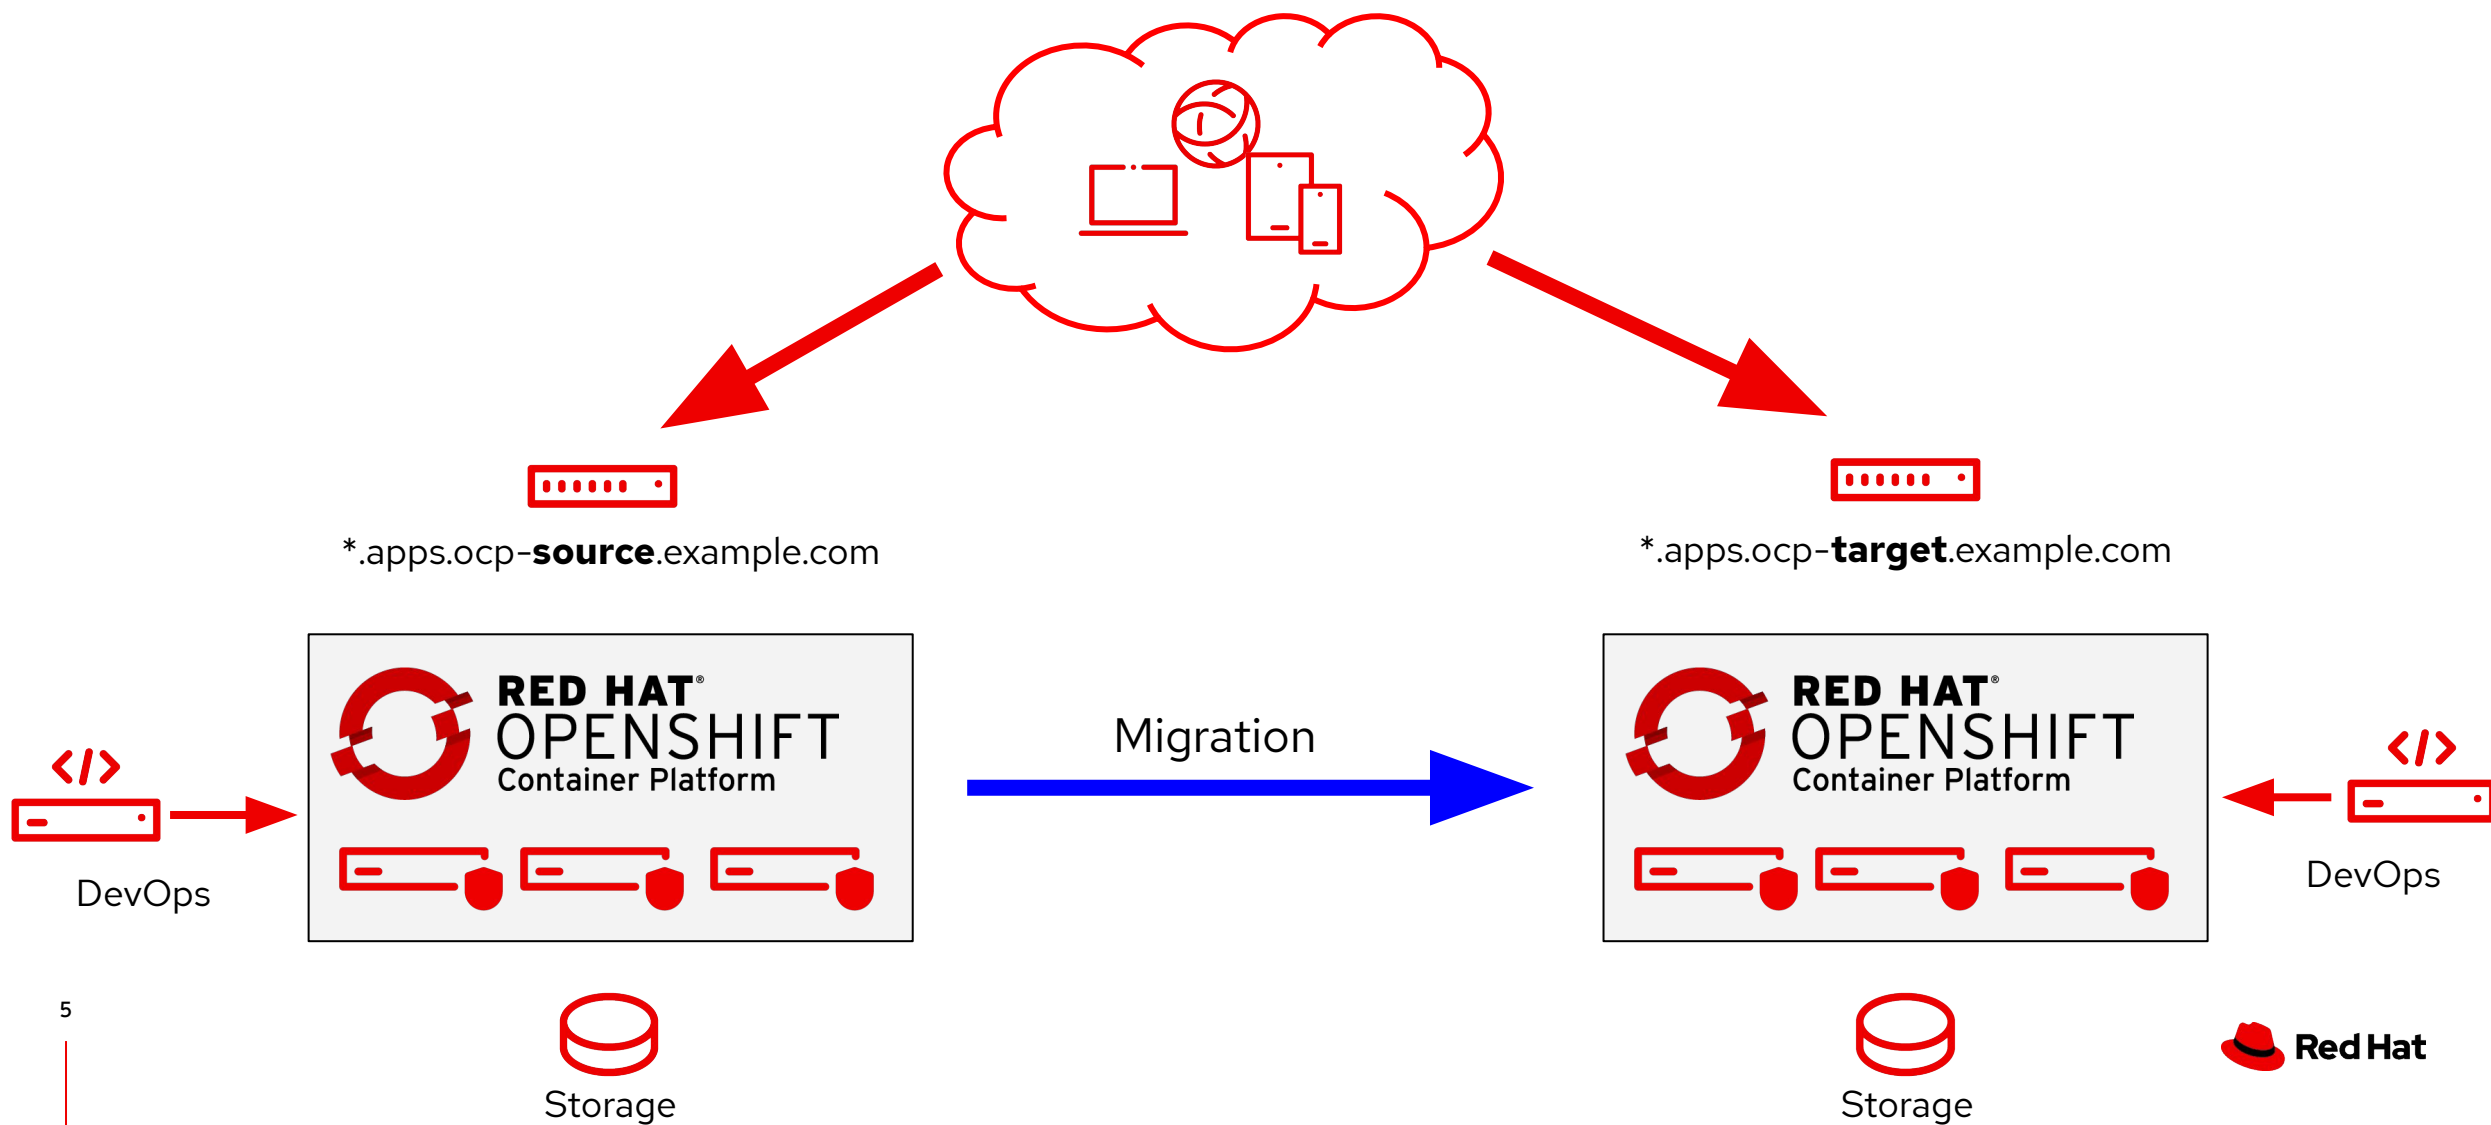 *.apps.ocp-source.example.com
*.apps.ocp-target.example.com
RED HAT®
OPENSHIFT
Container Platform
Migration
RED HAT®
OPENSHIFT
Container Platform
</>
DevOps
</>
DevOps
5
Storage
Storage
Red Hat